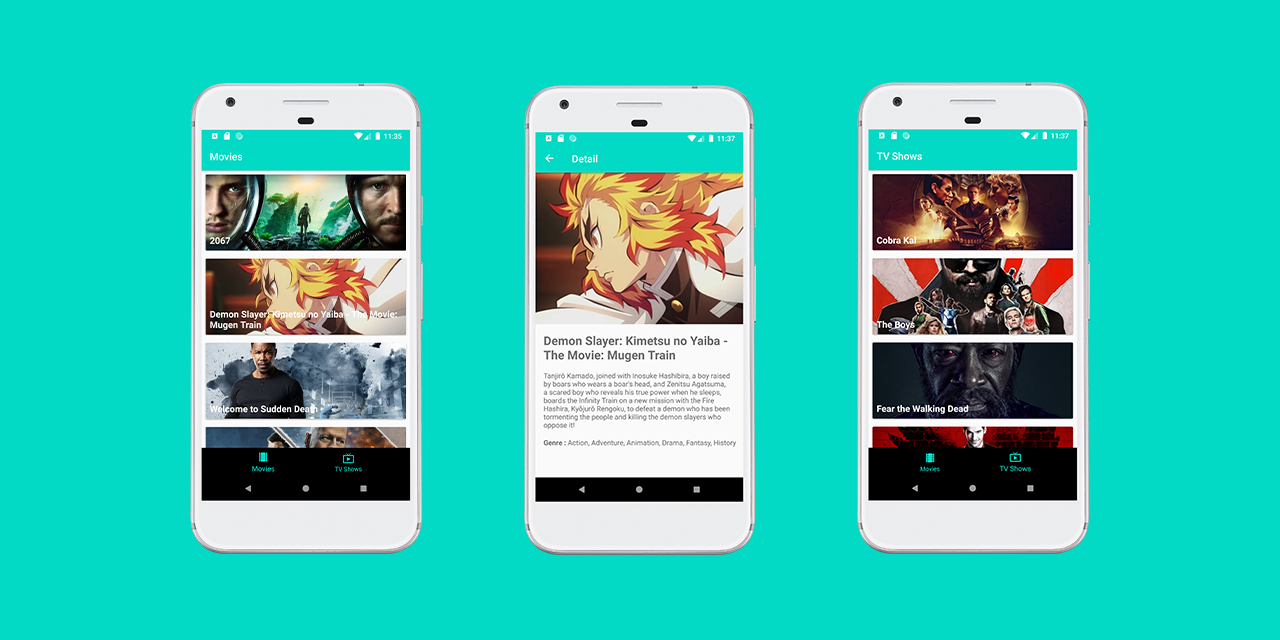 11:35
Movies
2067
Demon Slayer: Kimetsu no Yaiba - The Movie:
Mugen Train
Welcome to Sudden Death
Movies
TV Shows
11:37
Detail
Demon Slayer: Kimetsu no Yaiba -
The Movie: Mugen Train
Tanjirō Kamado, joined with Inosuke Hashibira, a boy raised
by boars who wears a boar's head, and Zenitsu Agatsuma,
a scared boy who reveals his true power when he sleeps,
boards the Infinity Train on a new mission with the Fire
Hashira, Kyōjurō Rengoku, to defeat a demon who has been
tormenting the people and killing the demon slayers who
oppose it!
Genre : Action, Adventure, Animation, Drama, Fantasy, History
11:37
TV Shows
Cobra Kai
The Boys
Fear the Walking Dead
Movies
TV Shows